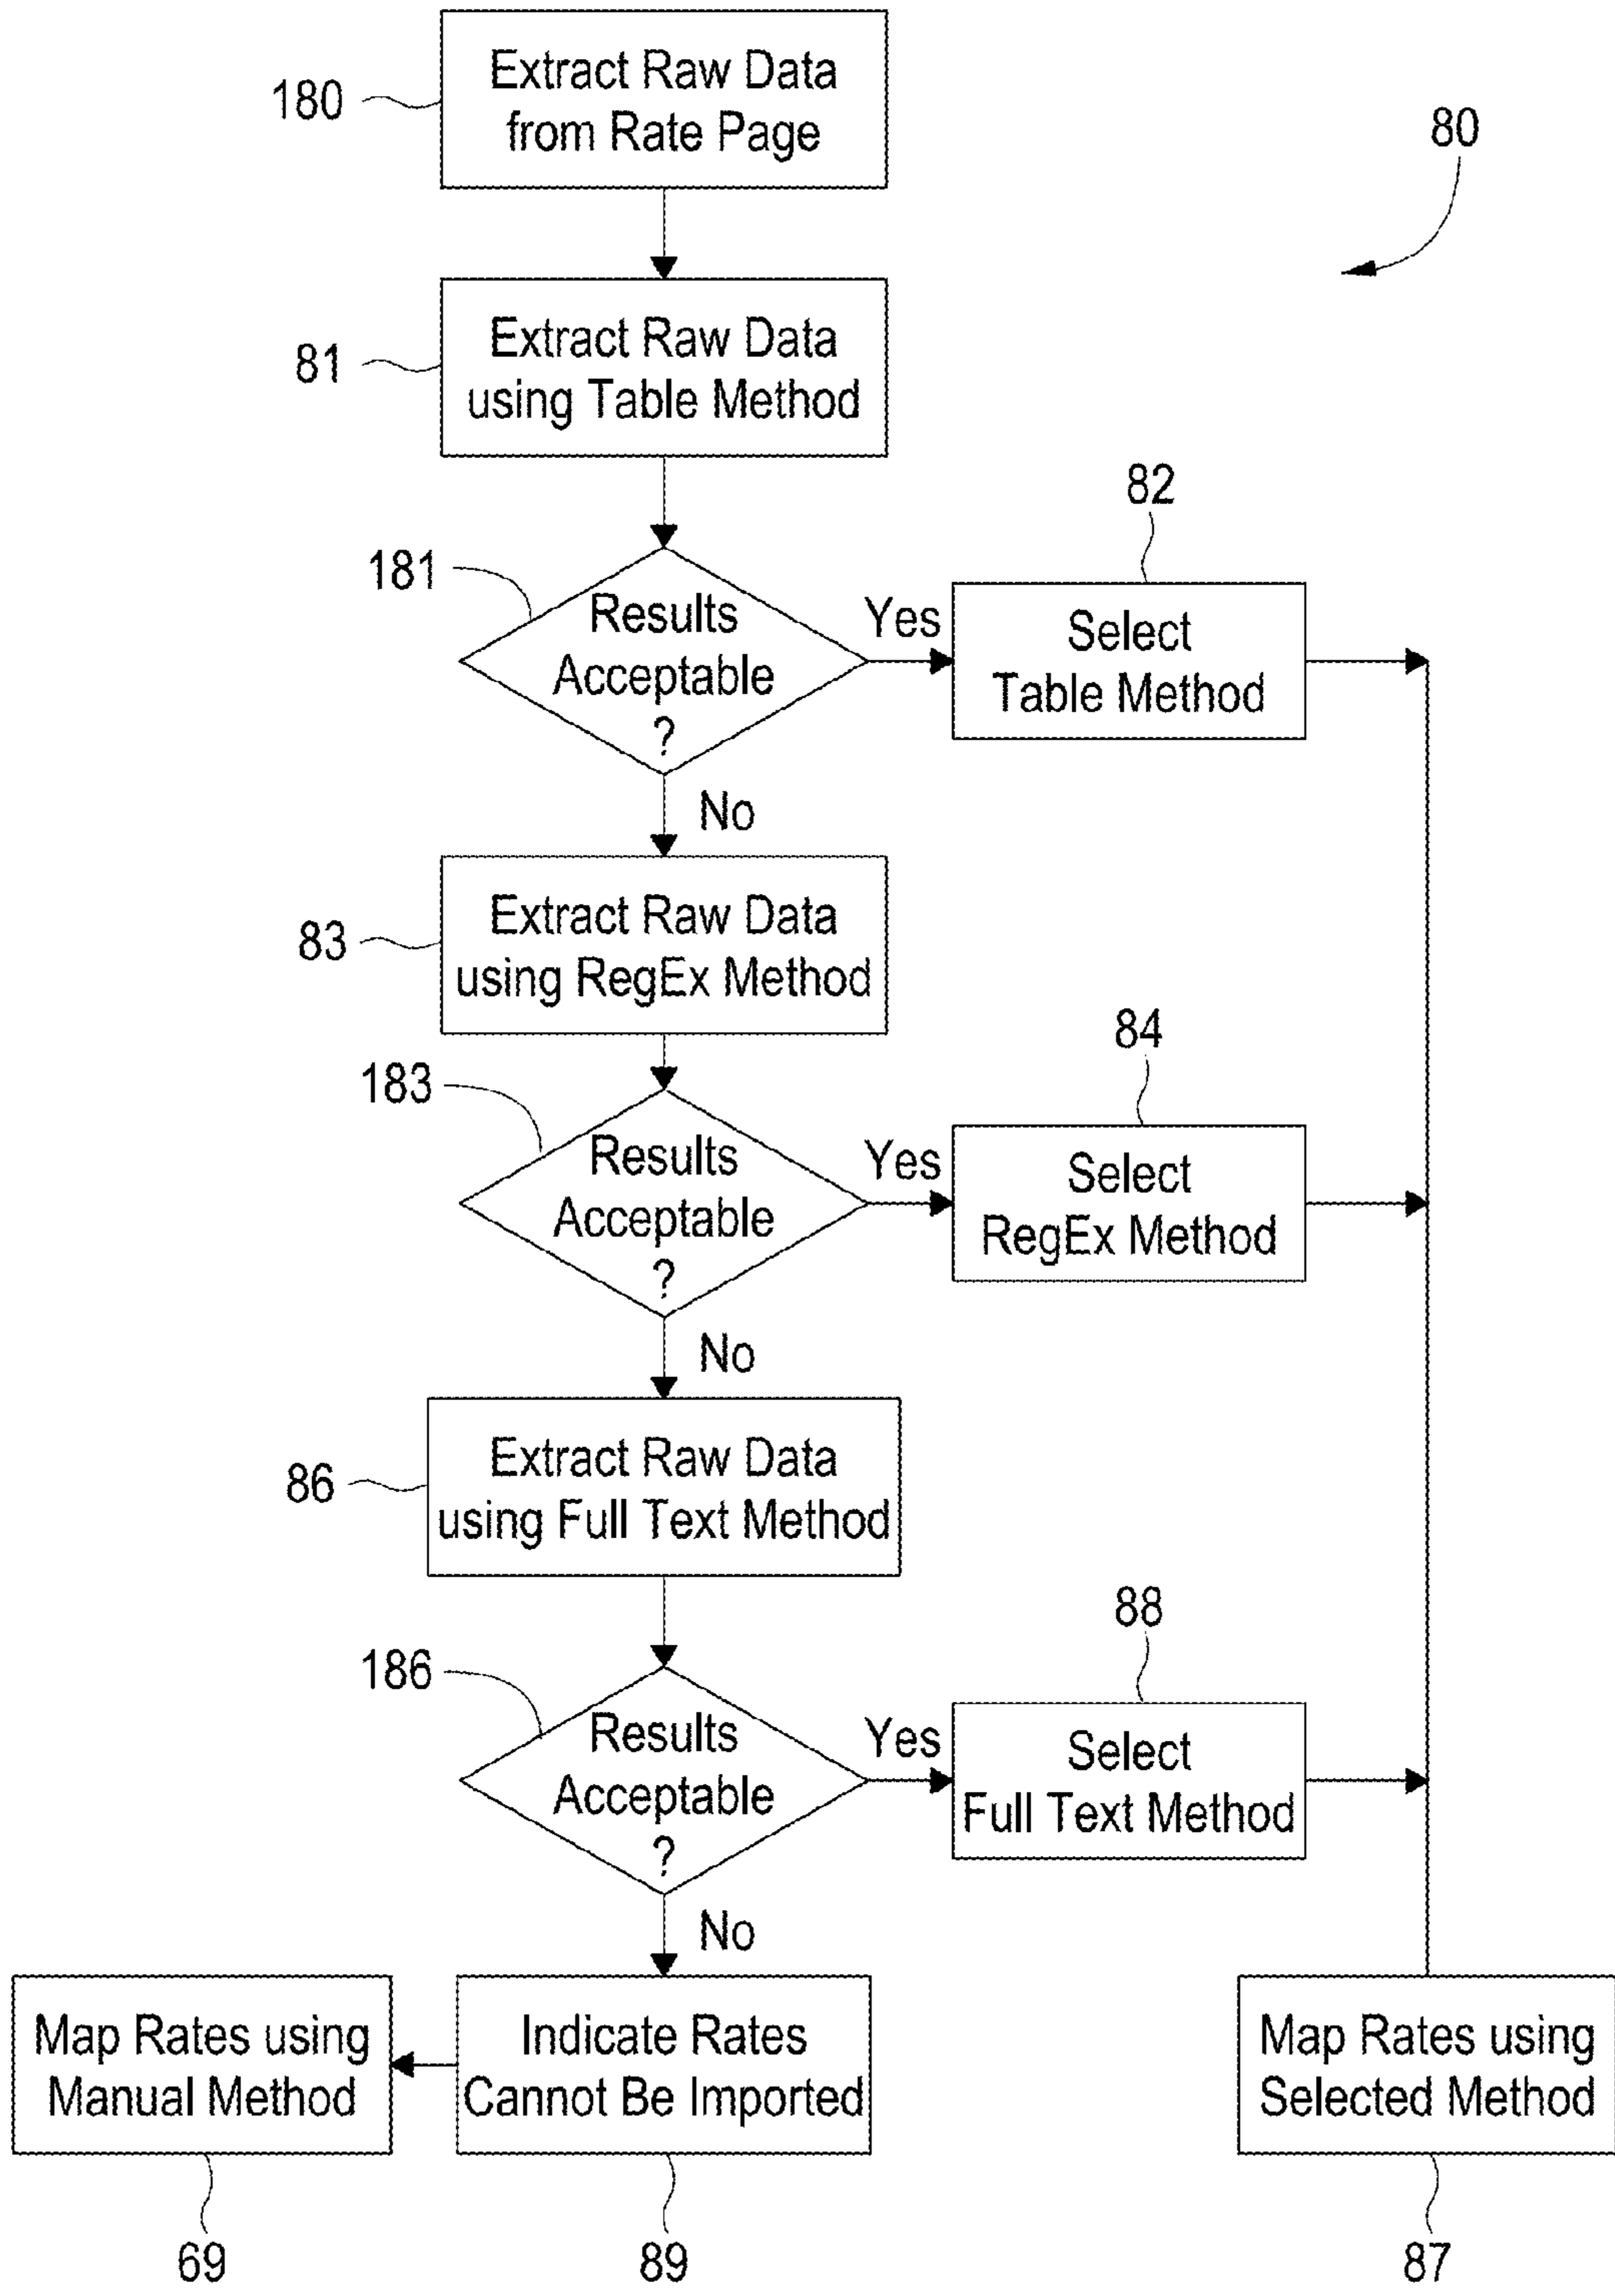 Extract Raw Data
from Rate Page
180
80
Extract Raw Data
using Table Method
81
82
181
Results
Acceptable
?
Yes
Select
Table Method
No
Extract Raw Data
using RegEx Method
83
84
183
Results
Acceptable
?
Yes
Select
RegEx Method
No
Extract Raw Data
using Full Text Method
86
88
186
Results
Acceptable
?
Yes
Select
Full Text Method
No
Map Rates using
Manual Method
Indicate Rates
Cannot Be Imported
Map Rates using
Selected Method
69
89
87